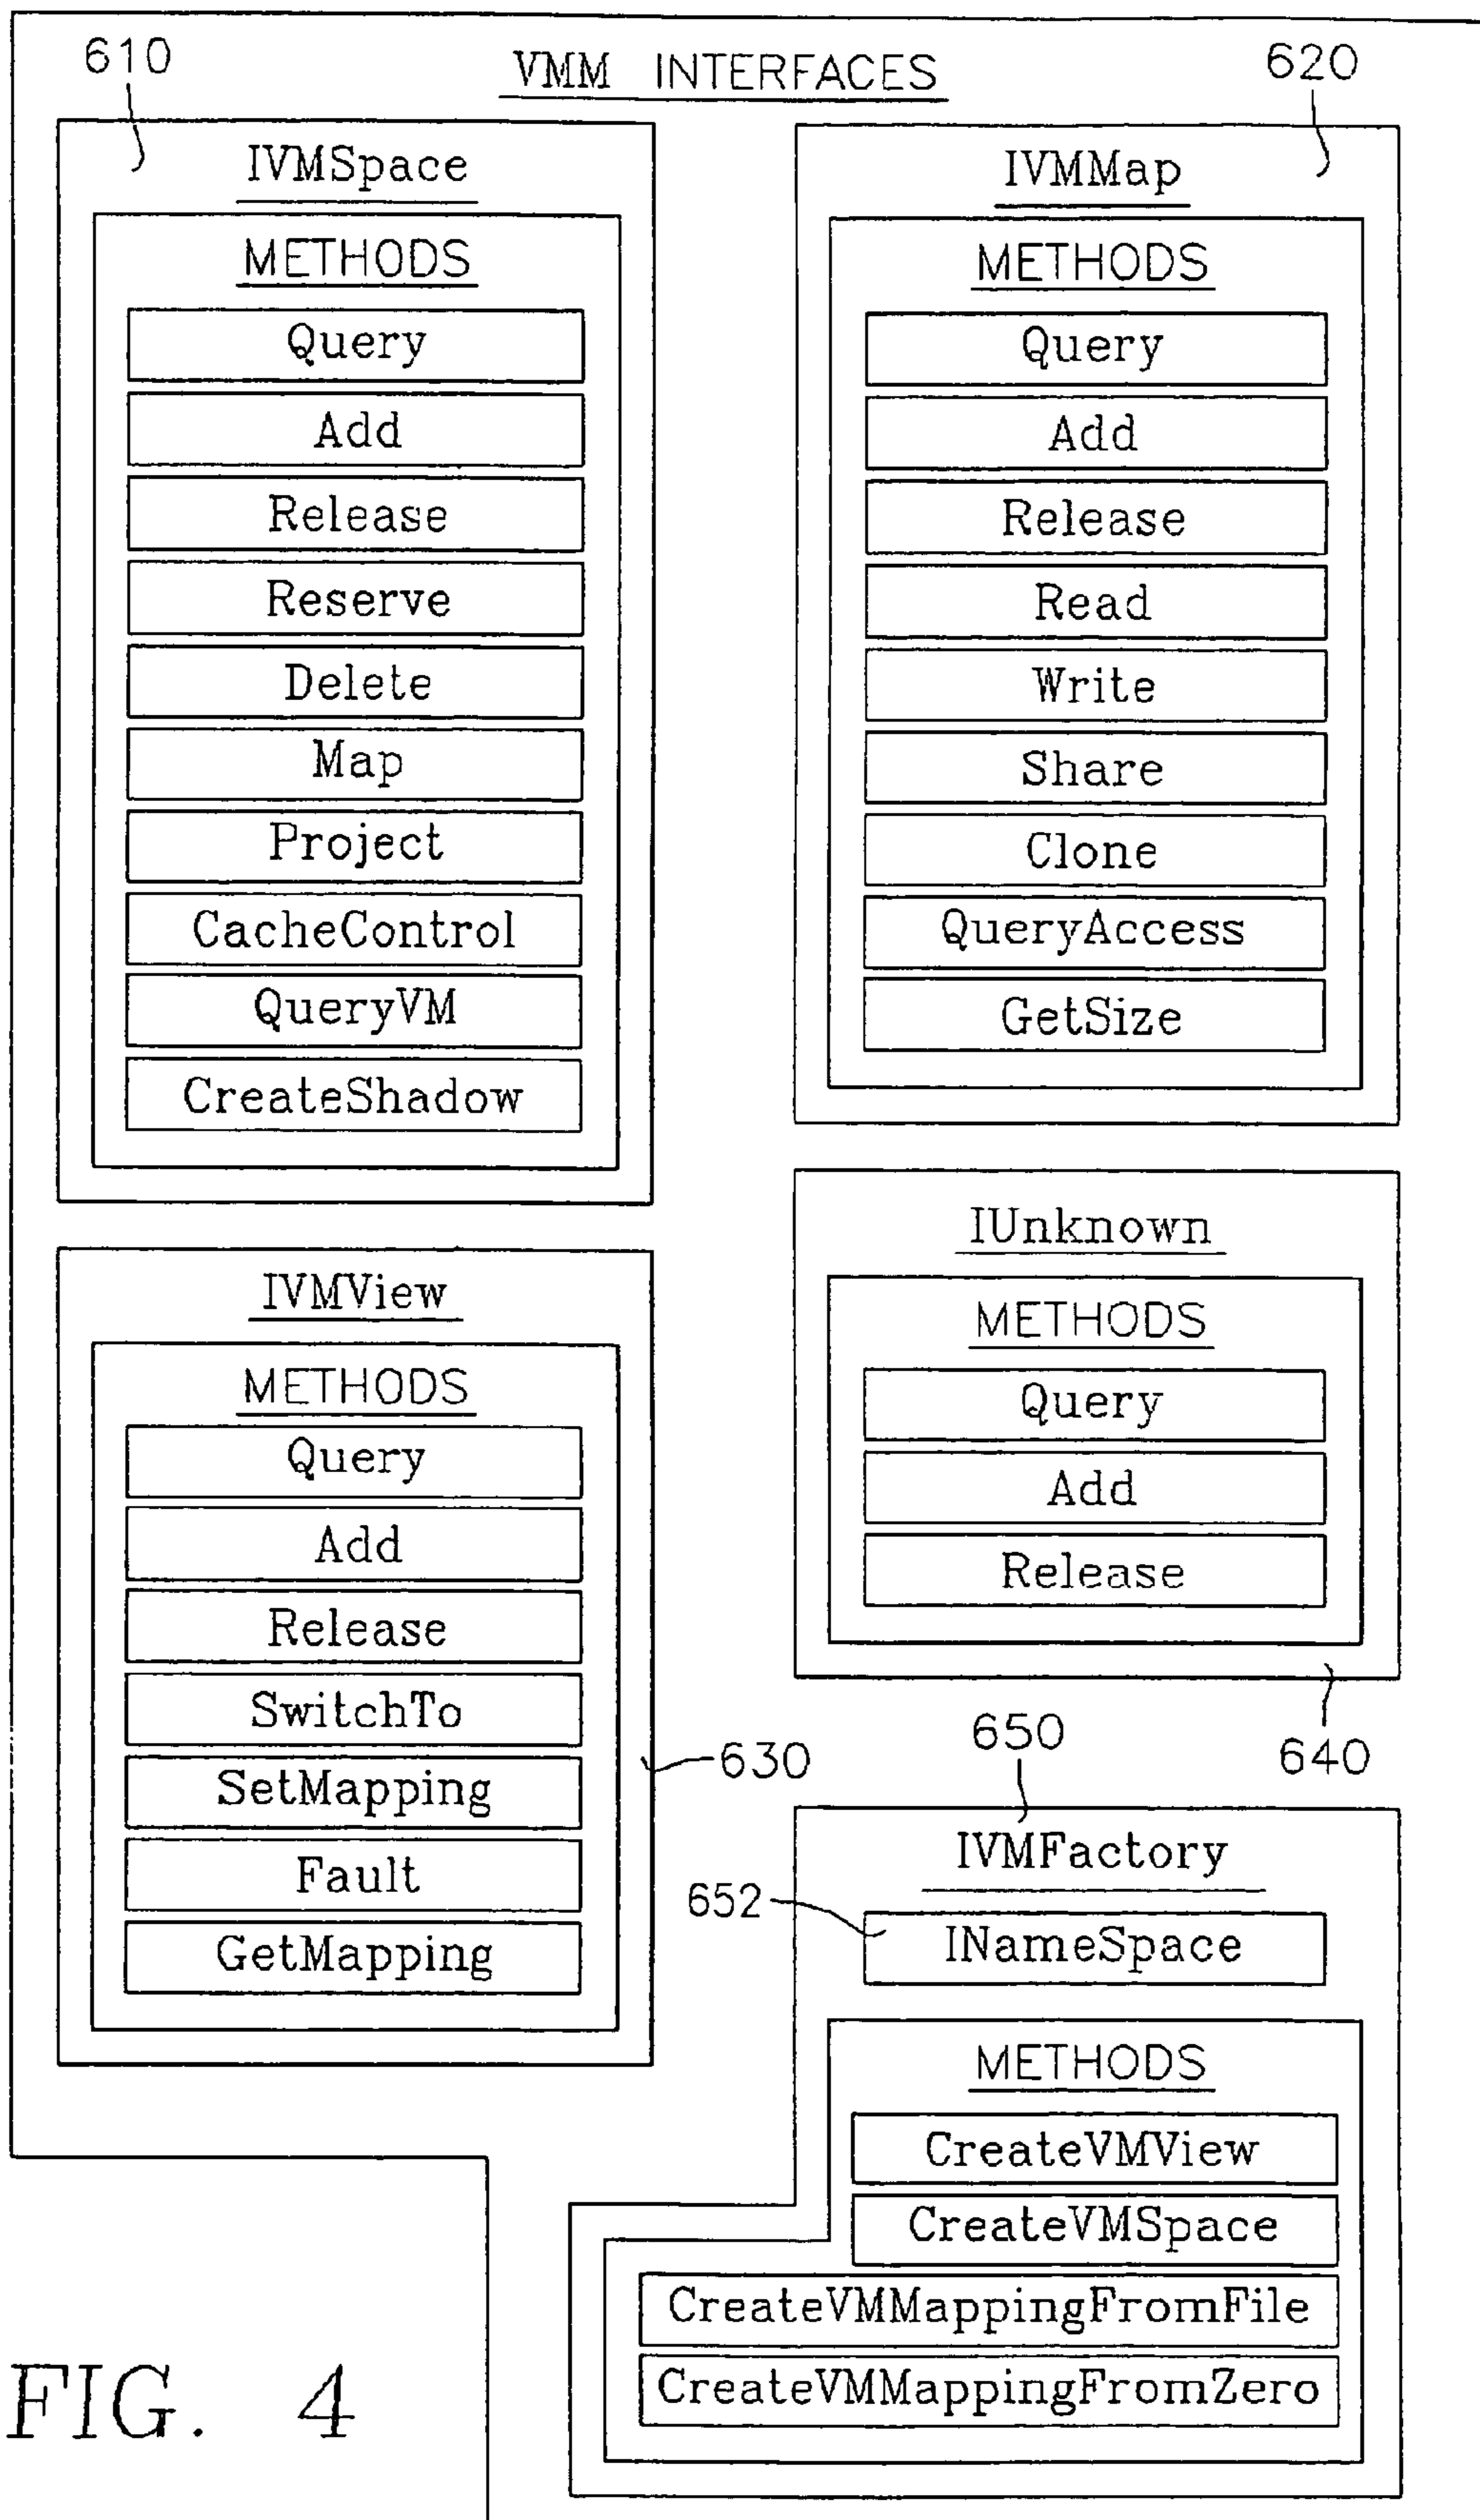 610
VMM INTERFACES
620
IVMSpace
METHODS
Query
Add
Release
Reserve
Delete
Map
Project
CacheControl
QueryVM
CreateShadow
IVMMap
METHODS
Query
Add
Release
Read
Write
Share
Clone
QueryAccess
GetSize
IVMView
METHODS
Query
Add
Release
SwitchTo
SetMapping
Fault
GetMapping
630
IUnknown
METHODS
Query
Add
Release
640
650
IVMFactory
652
INameSpace
METHODS
CreateVMView
CreateVMSpace
CreateVMMappingFromFile
CreateVMMappingFromZero
FIG. 4